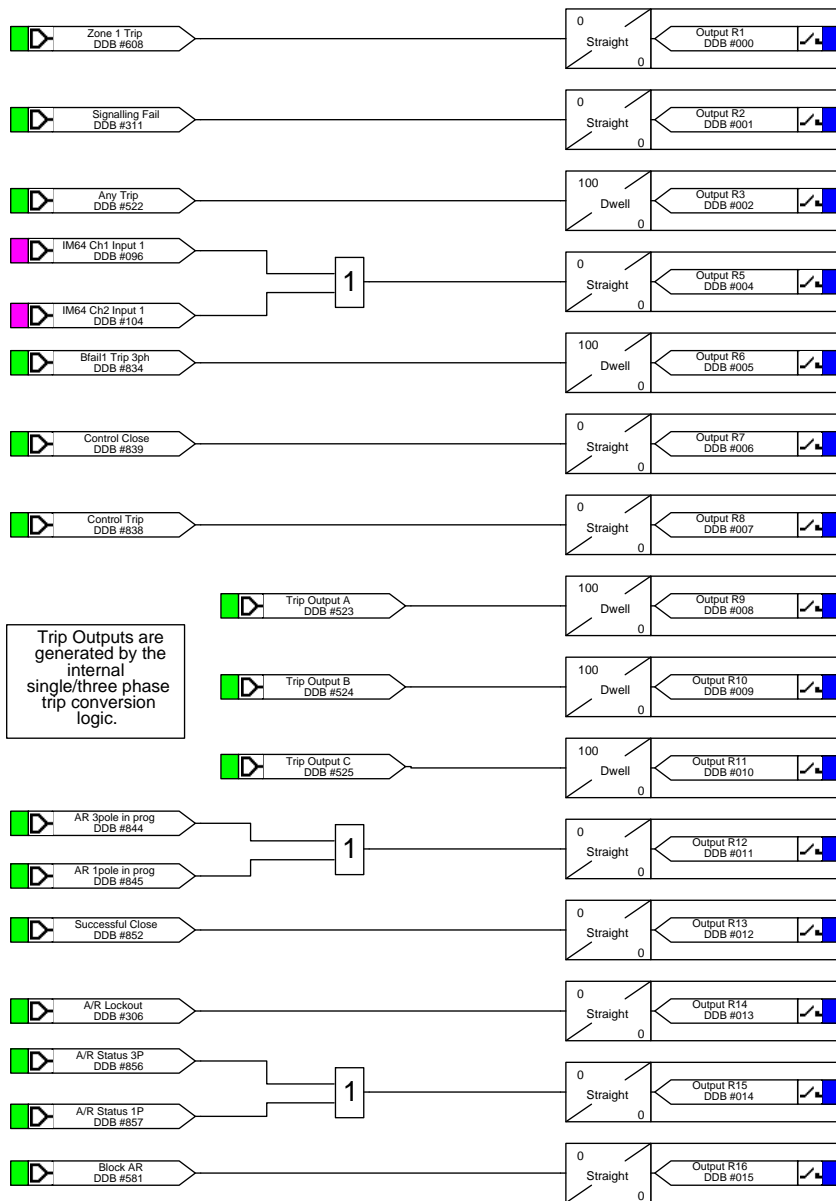 Zone 1 Trip
DDB #608
0
Straight
0
Output R1
DDB #000
Signalling Fail
DDB #311
0
Straight
0
Output R2
DDB #001
Any Trip
DDB #522
100
Dwell
0
Output R3
DDB #002
IM64 Ch1 Input 1
DDB #096
IM64 Ch2 Input 1
DDB #104
1
0
Straight
0
Output R5
DDB #004
Bfail1 Trip 3ph
DDB #834
100
Dwell
0
Output R6
DDB #005
Control Close
DDB #839
0
Straight
0
Output R7
DDB #006
Control Trip
DDB #838
0
Straight
0
Output R8
DDB #007
Trip Output A
DDB #523
100
Dwell
0
Output R9
DDB #008
Trip Outputs are
generated by the
internal
single/three phase
trip conversion
logic.
Trip Output B
DDB #524
100
Dwell
0
Output R10
DDB #009
Trip Output C
DDB #525
100
Dwell
0
Output R11
DDB #010
AR 3pole in prog
DDB #844
AR 1pole in prog
DDB #845
1
0
Straight
0
Output R12
DDB #011
Successful Close
DDB #852
0
Straight
0
Output R13
DDB #012
A/R Lockout
DDB #306
0
Straight
0
Output R14
DDB #013
A/R Status 3P
DDB #856
A/R Status 1P
DDB #857
1
0
Straight
0
Output R15
DDB #014
Block AR
DDB #581
0
Straight
0
Output R16
DDB #015